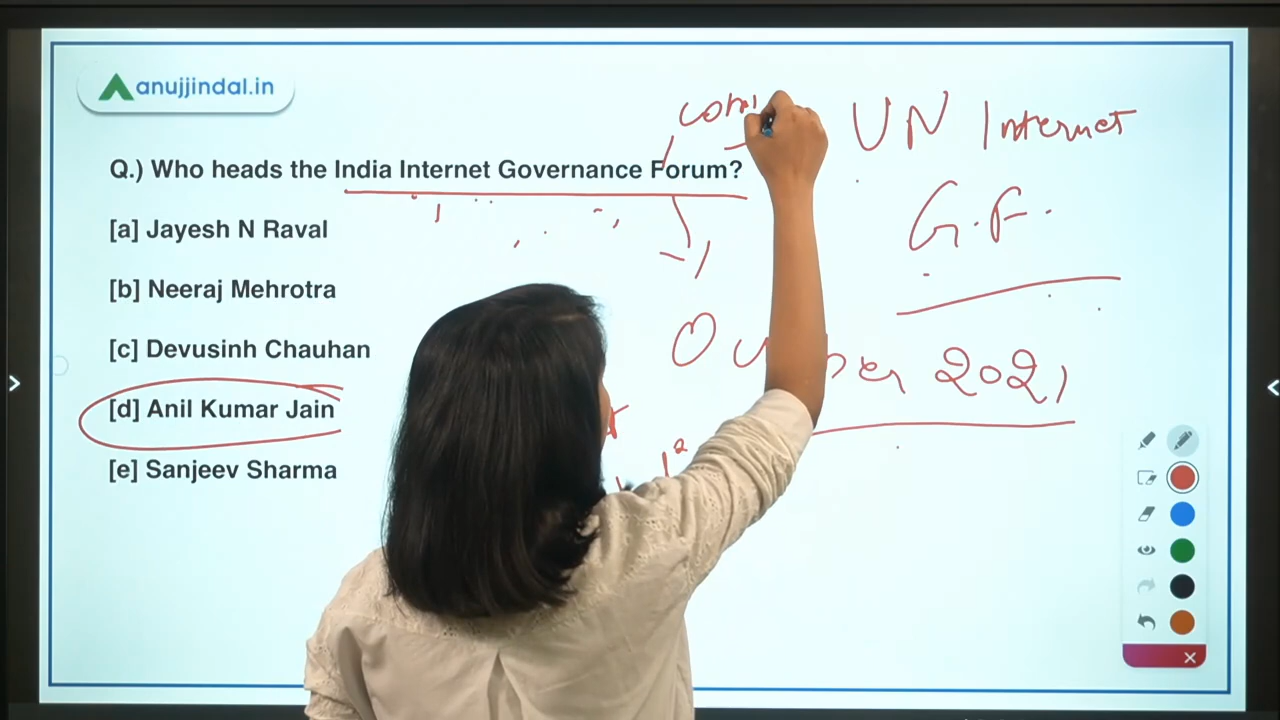 anujjindal.in
Q.) Who heads the India Internet Governance Forum?
[a] Jayesh N Raval
[b] Neeraj Mehrotra
[c] Devusinh Chauhan
[d] Anil Kumar Jain
[e] Sanjeev Sharma
UN Internet
G.F.
2021